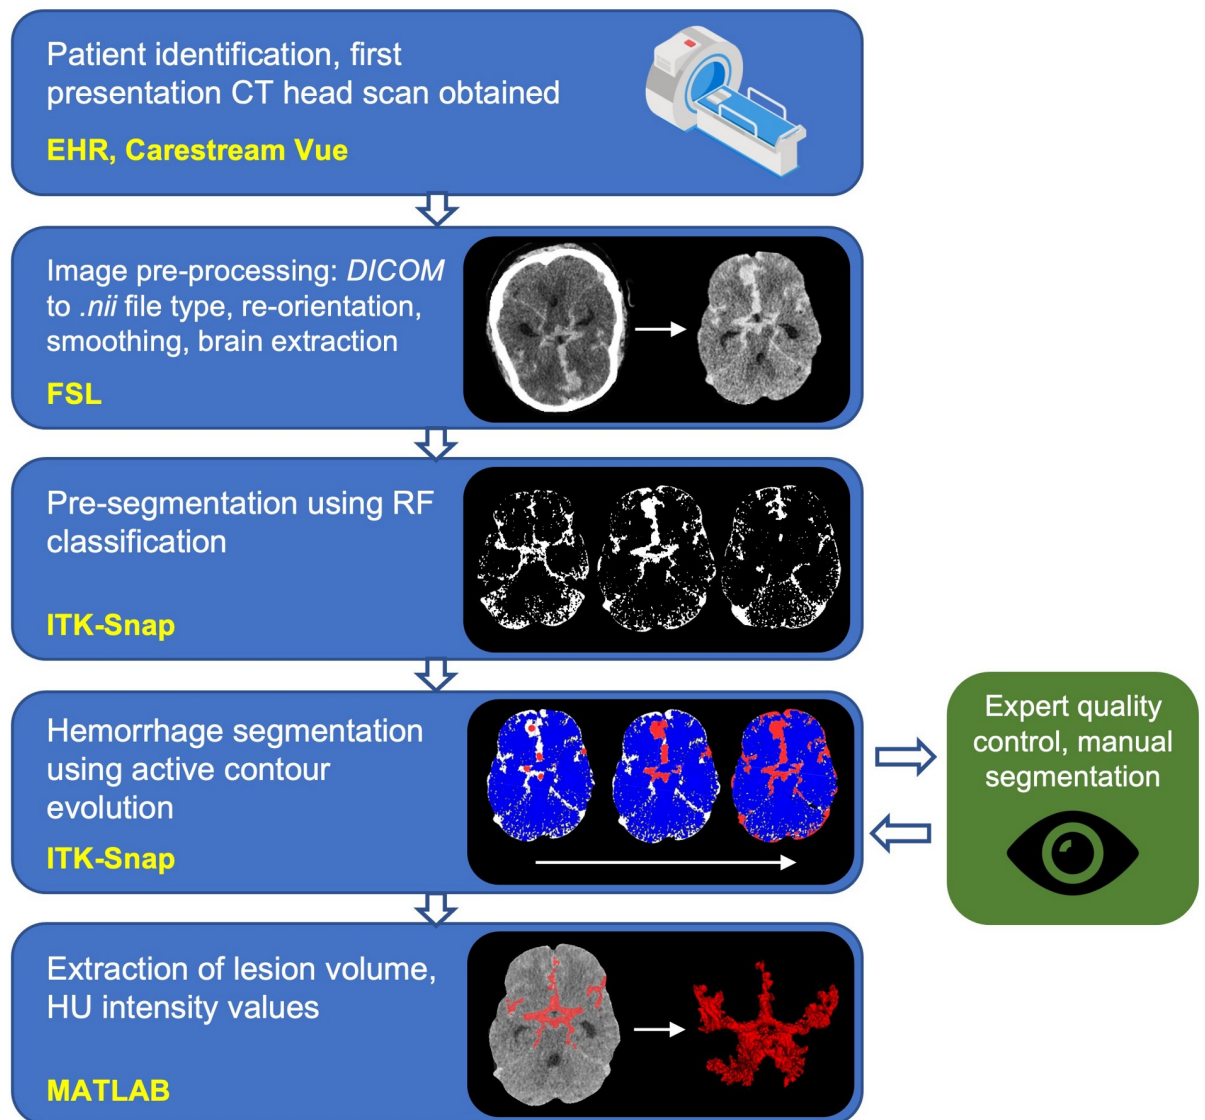 Patient identification, first
presentation CT head scan obtained
EHR, Carestream Vue
Image pre-processing: DICOM
to .nii file type, re-orientation,
smoothing, brain extraction
FSL
Pre-segmentation using RF
classification
ITK-Snap
Hemorrhage segmentation
using active contour
evolution
ITK-Snap
Expert quality
control, manual
segmentation
Extraction of lesion volume,
HU intensity values
MATLAB